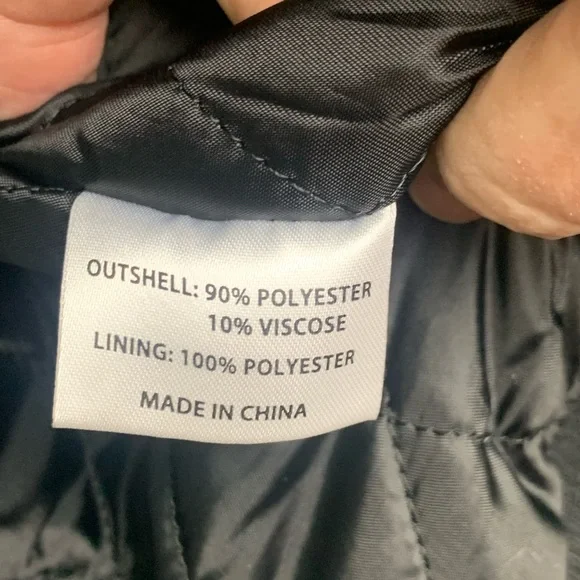 OUTSHELL: 90% POLYESTER
10% VISCOSE
LINING: 100% POLYESTER
MADE IN CHINA